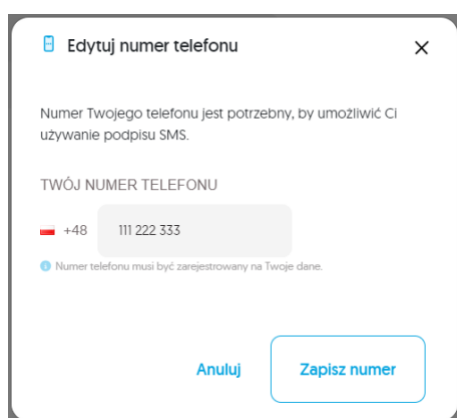 Edytuj numer telefonu
Numer Twojego telefonu jest potrzebny, by umożliwić Ci
używanie podpisu SMS.
TWÓJ NUMER TELEFONU
+48 111 222 333
Numer telefonu musi być zarejestrowany na Twoje dane.
Anuluj Zapisz numer